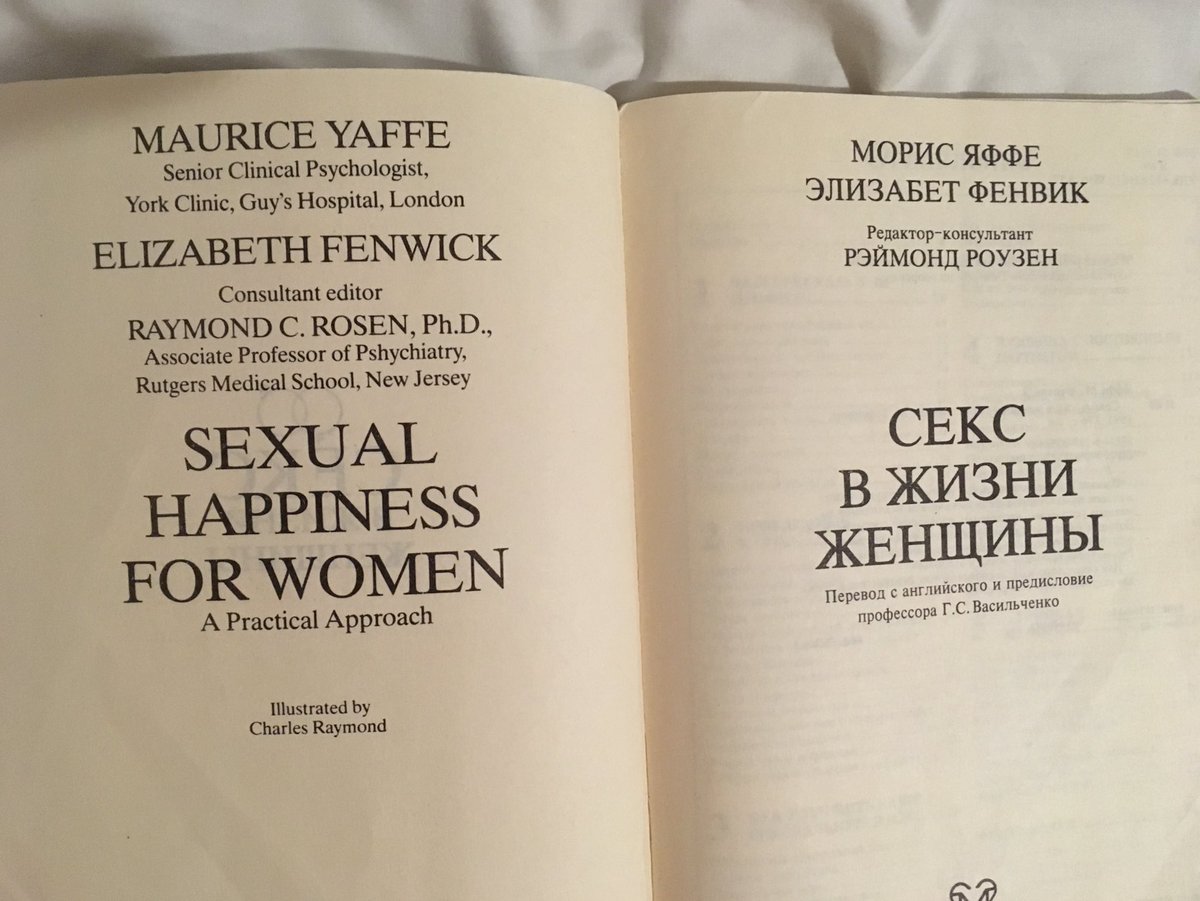 MAURICE YAFFE
Senior Clinical Psychologist,
York Clinic, Guy's Hospital, London
ELIZABETH FENWICK
Consultant editor
RAYMOND C. ROSEN, Ph.D.,
Associate Professor of Pshychiatry,
Rutgers Medical School, New Jersey
SEXUAL
HAPPINESS
FOR WOMEN
A Practical Approach
Illustrated by
Charles Raymond
МОРИС ЯФФЕ
ЭЛИЗАБЕТ ФЕНВИК
Редактор-консультант
РЭЙМОНД РОУЗЕН
СЕКС
В ЖИЗНИ
ЖЕНЩИНЫ
Перевод с английского и предисловие
профессора Г.С. Васильченко